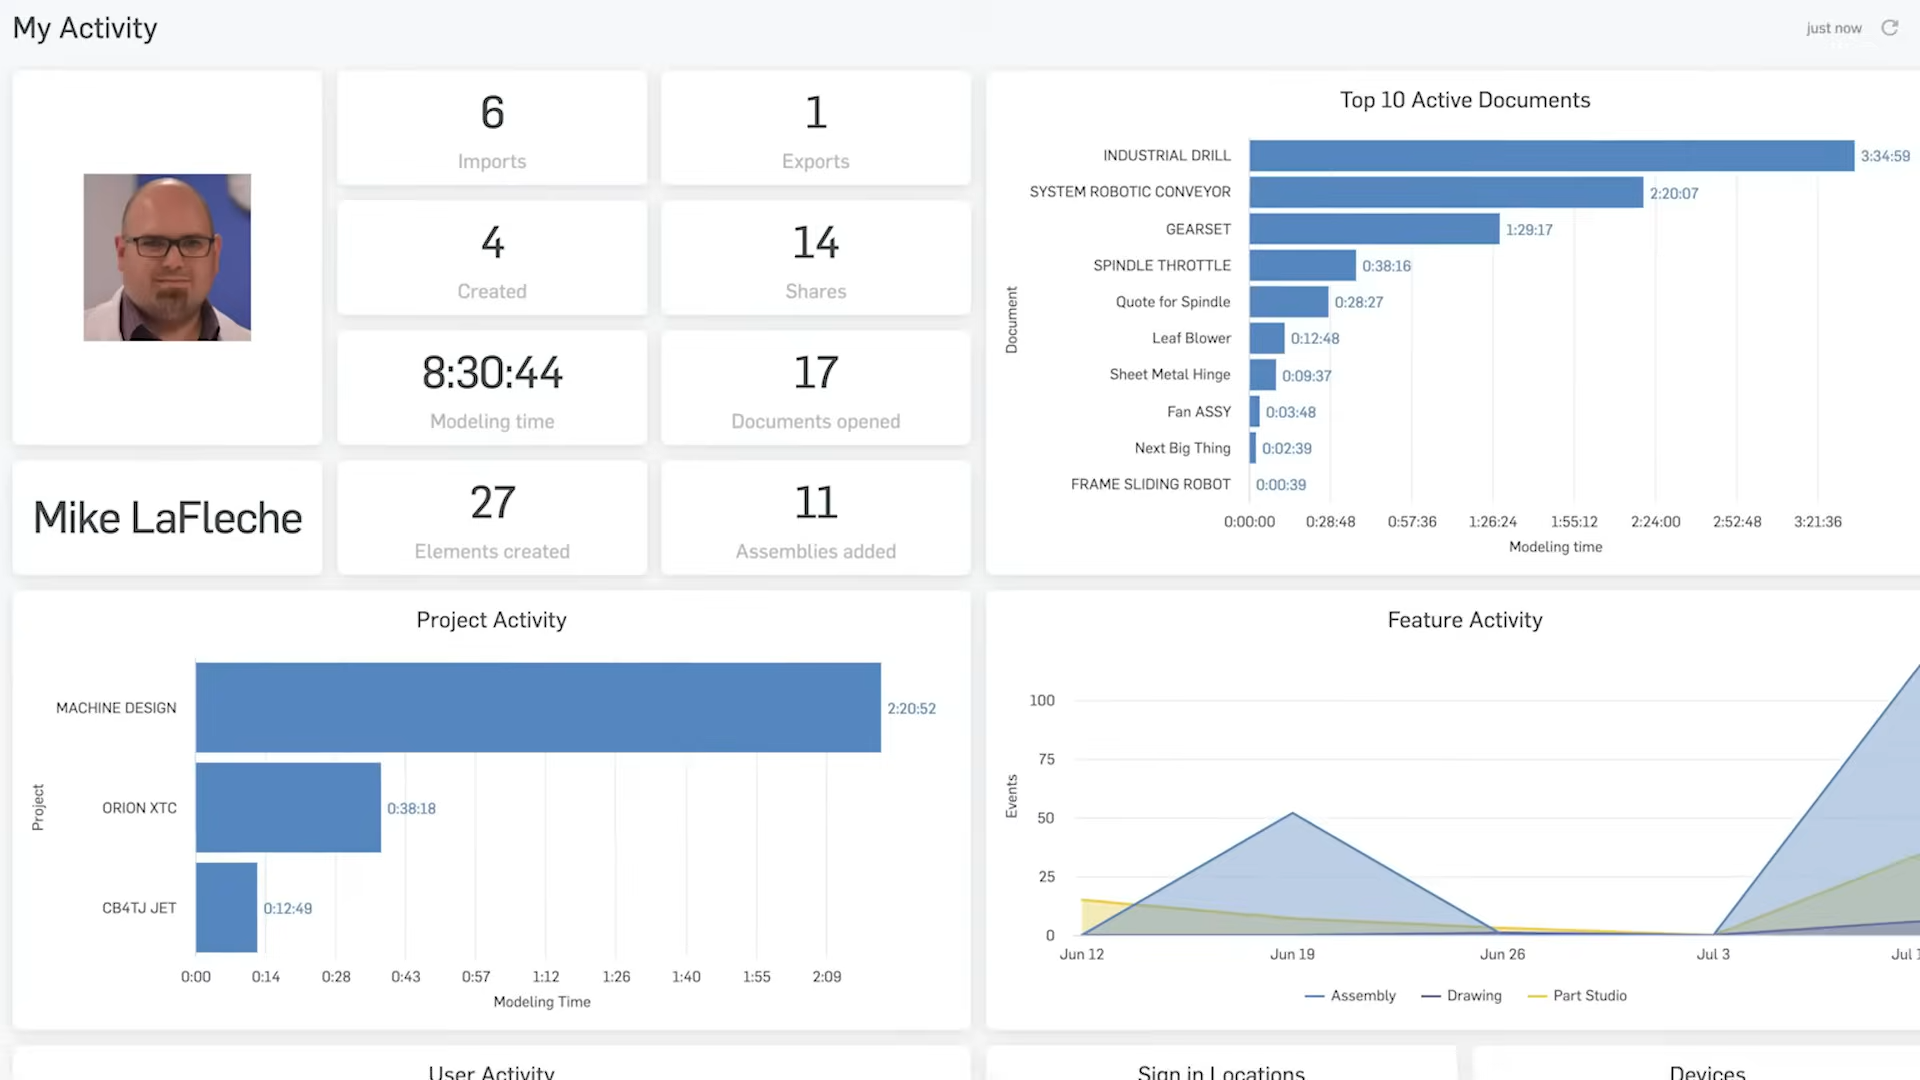 My Activity
just now
6
Imports
1
Exports
4
Created
14
Shares
8:30:44
Modeling time
17
Documents opened
Mike LaFleche
27
Elements created
11
Assemblies added
Top 10 Active Documents
Document
INDUSTRIAL DRILL 3:34:59
SYSTEM ROBOTIC CONVEYOR 2:20:07
GEARSET 1:29:17
SPINDLE THROTTLE 0:38:16
Quote for Spindle 0:28:27
Leaf Blower 0:12:48
Sheet Metal Hinge 0:09:37
Fan ASSY 0:03:48
Next Big Thing 0:02:39
FRAME SLIDING ROBOT 0:00:39
0:00:00 0:28:48 0:57:36 1:26:24 1:55:12 2:24:00 2:52:48 3:21:36
Modeling time
Project Activity
Project
MACHINE DESIGN 2:20:52
ORION XTC 0:38:18
CB4TJ JET 0:12:49
0:00 0:14 0:28 0:43 0:57 1:12 1:26 1:40 1:55 2:09
Modeling Time
Feature Activity
Events
100
75
50
25
0
Jun 12 Jun 19 Jun 26 Jul 3 Jul
Assembly Drawing Part Studio
User Activity
Sign in Locations
Devices